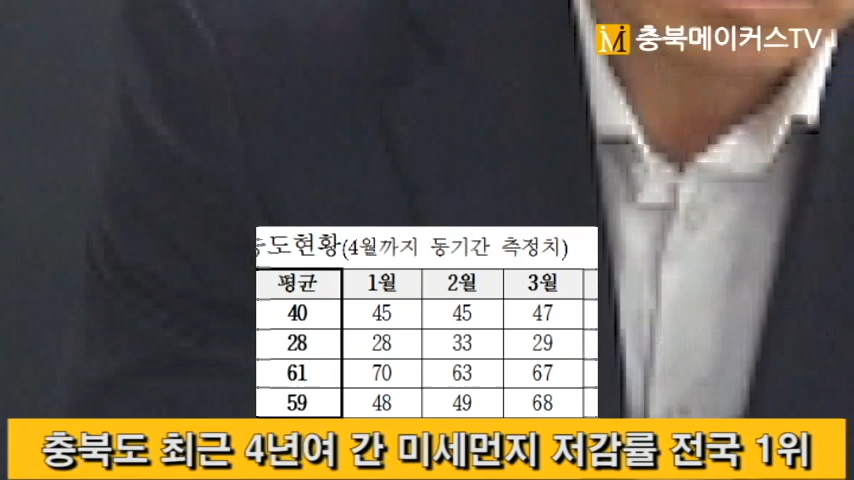 충북메이커스TV
도현황(4월까지 동기간 측정치)
평균 1월 2월 3월
40 45 45 47
28 28 33 29
61 70 63 67
59 48 49 68
충북도 최근 4년여 간 미세먼지 저감률 전국 1위